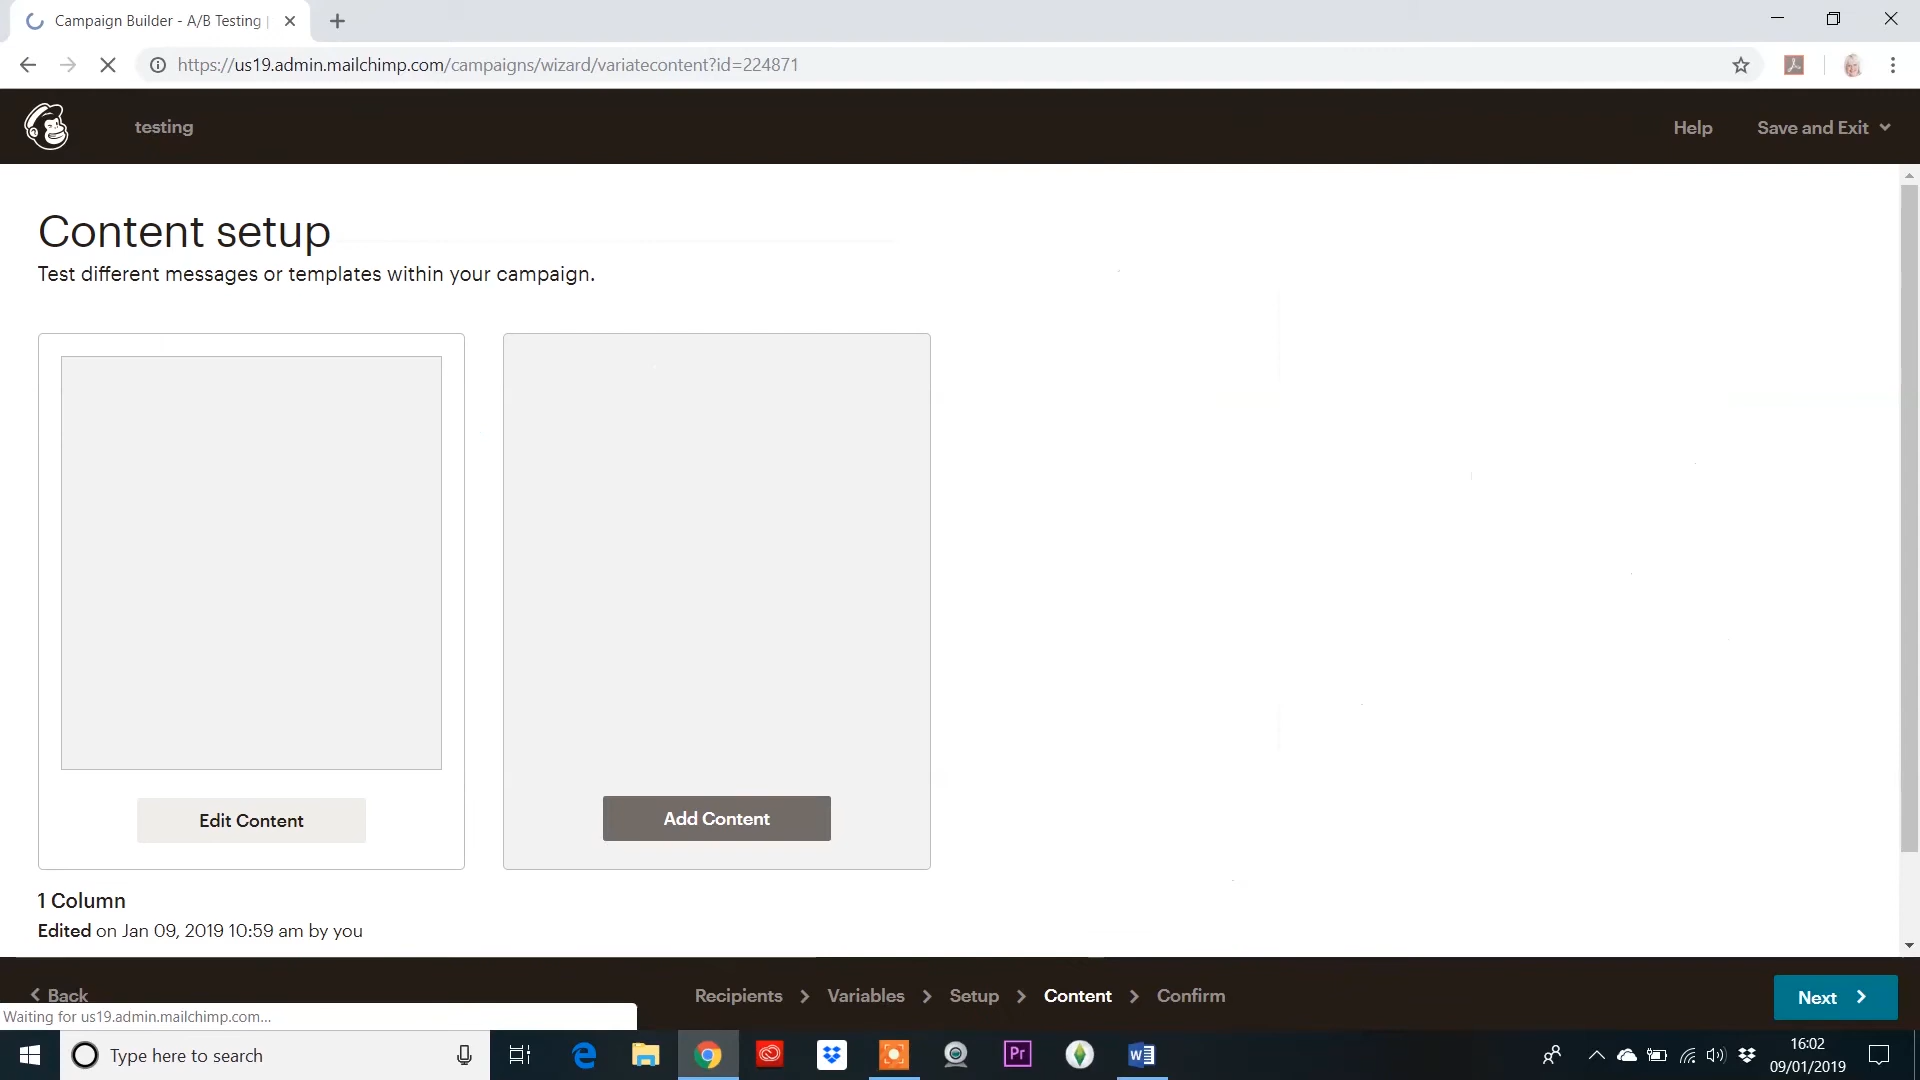 Campaign Builder - A/B Testing |
https://us19.admin.mailchimp.com/campaigns/wizard/variatecontent?id=224871
testing
Help
Save and Exit
Content setup
Test different messages or templates within your campaign.
Edit Content
Add Content
1 Column
Edited on Jan 09, 2019 10:59 am by you
Back
Recipients
Variables
Setup
Content
Confirm
Next
Waiting for us19.admin.mailchimp.com...
Type here to search
Pr
W
16:02
09/01/2019